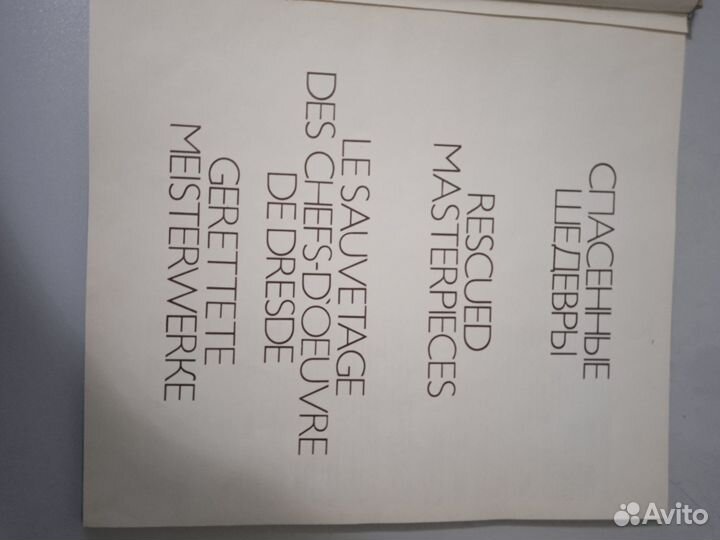 СПАСЕННЫЕ
ШЕДЕВРЫ
RESCUED
MASTERPIECES
LE SAUVETAGE
DES CHEFS-D'OEUVRE
DE DRESDE
GERETTETE
MEISTERWERKE
Avito